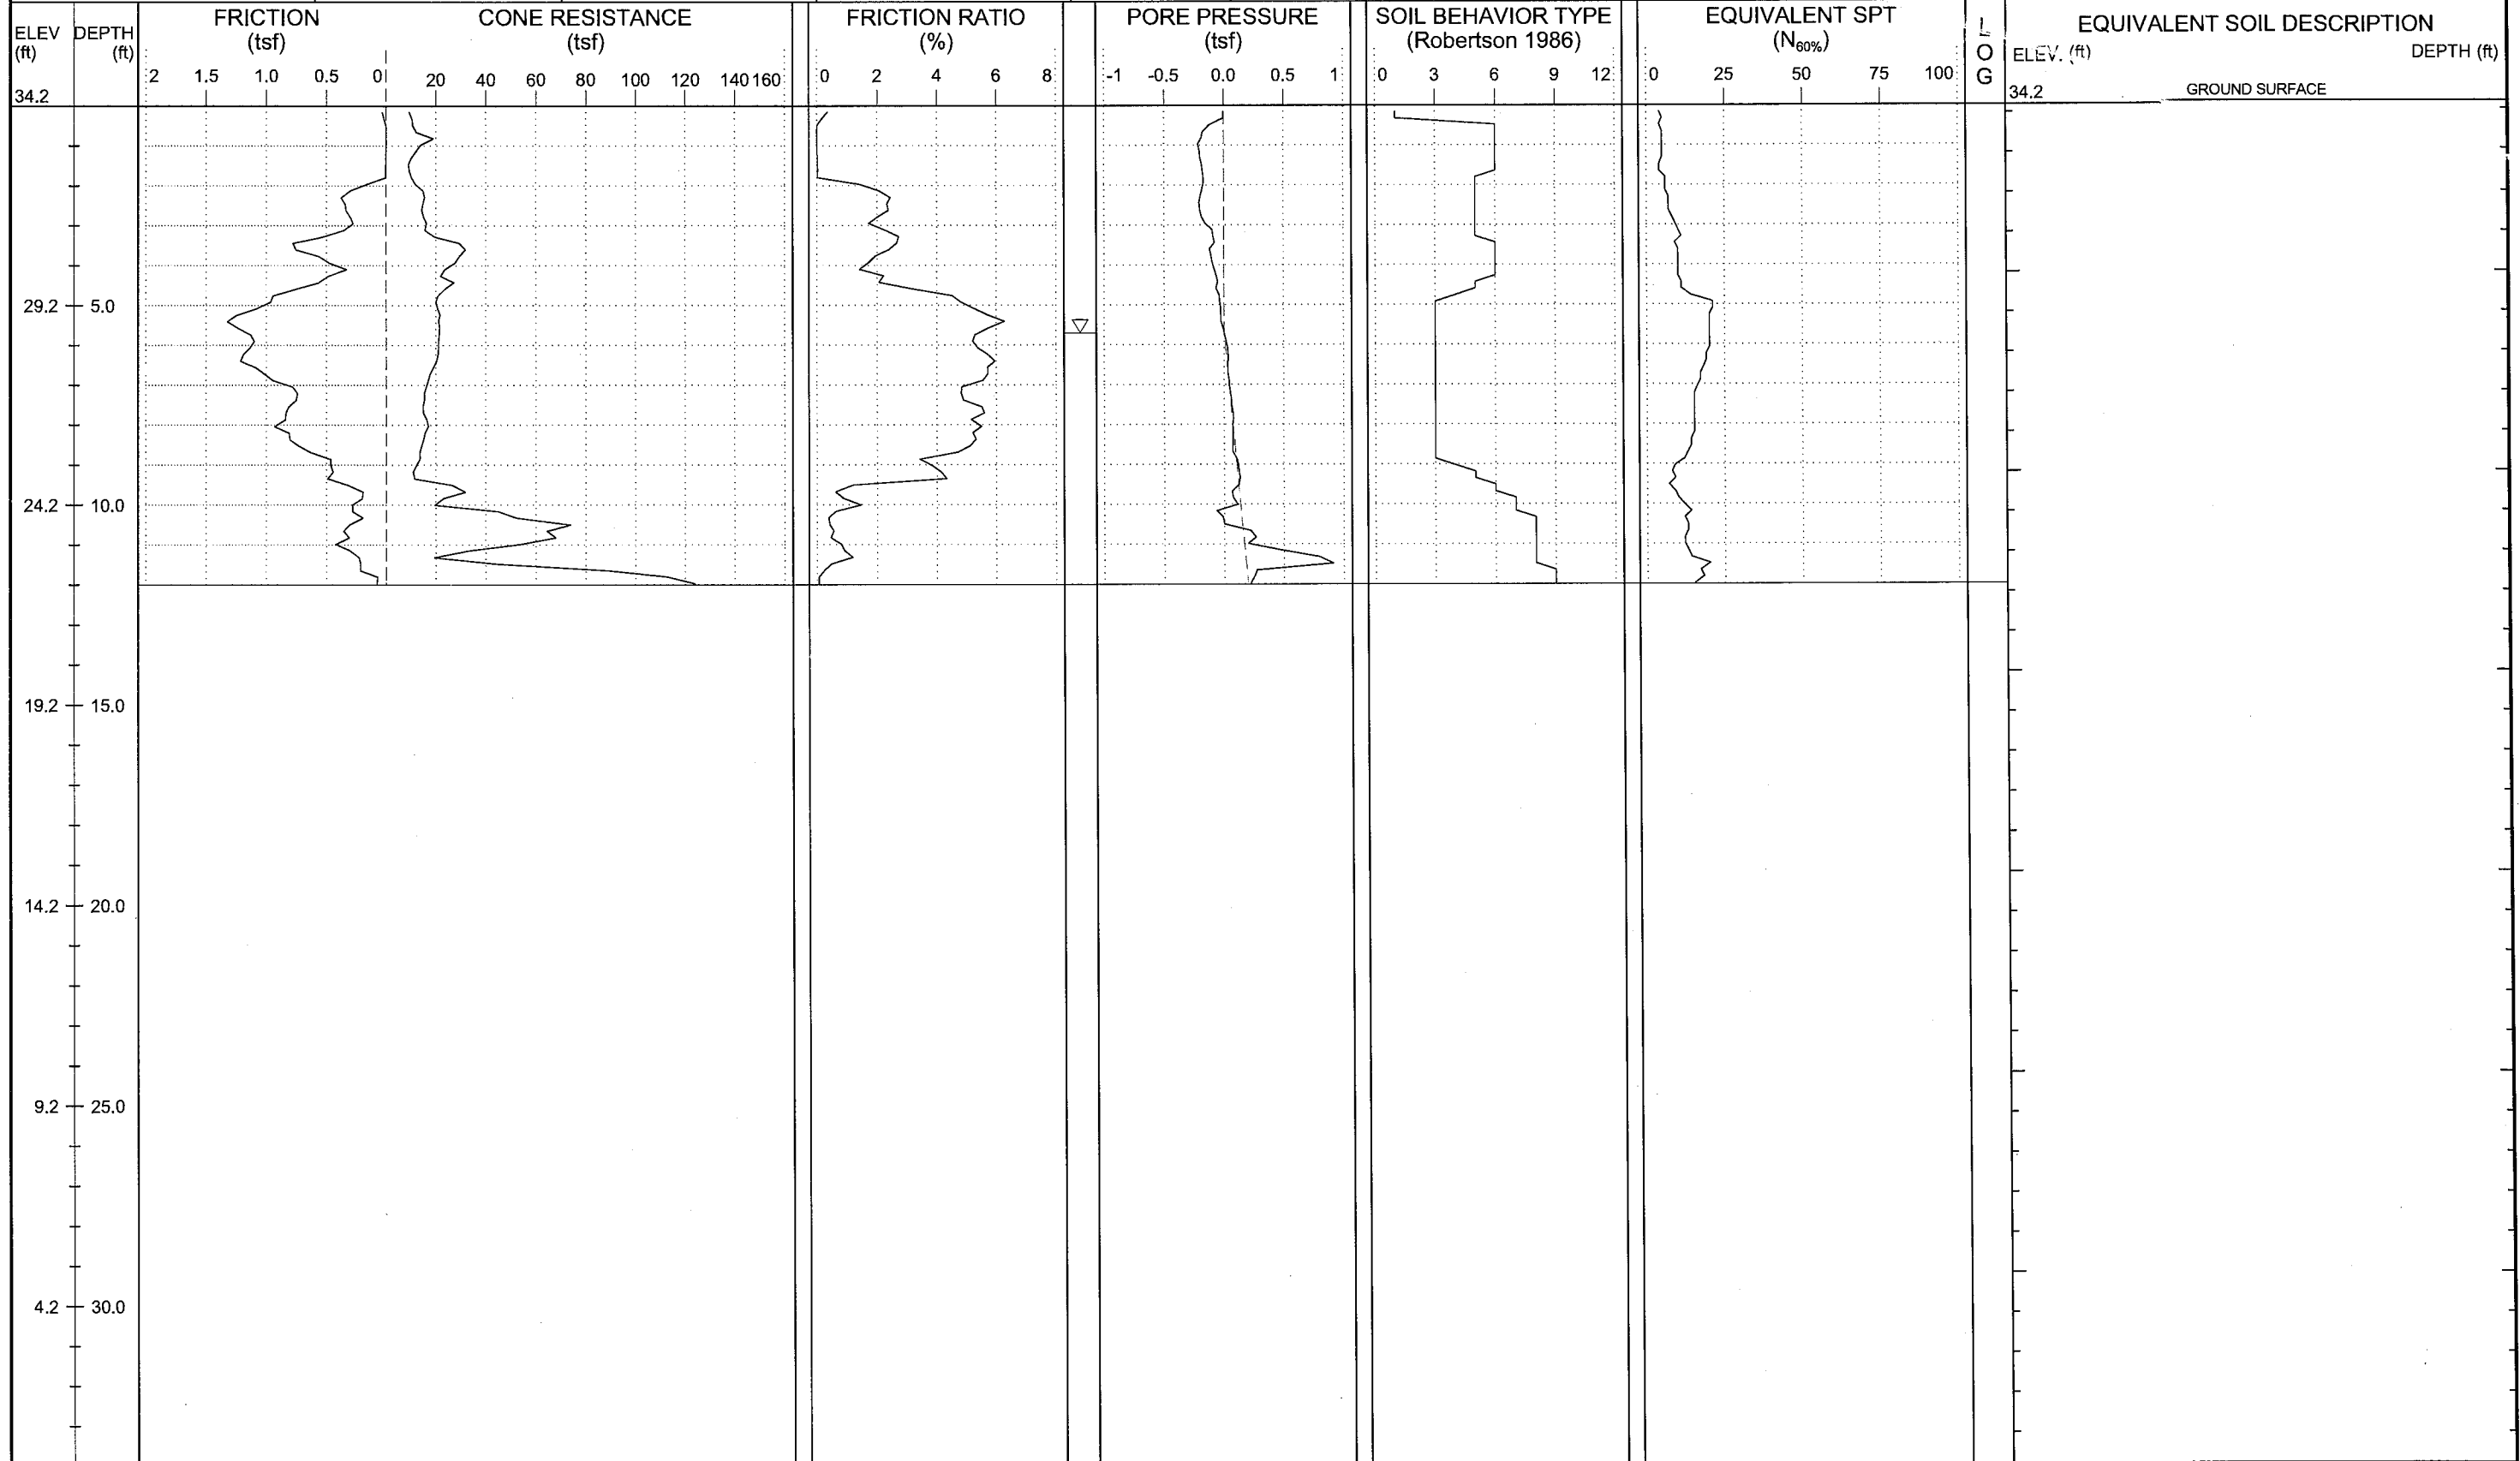 ELEV (ft)
DEPTH (ft)
FRICTION (tsf)
CONE RESISTANCE (tsf)
FRICTION RATIO (%)
PORE PRESSURE (tsf)
SOIL BEHAVIOR TYPE (Robertson 1986)
EQUIVALENT SPT (N60%)
LOG
EQUIVALENT SOIL DESCRIPTION
ELEV. (ft) DEPTH (ft)
2 1.5 1.0 0.5 0
20 40 60 80 100 120 140 160
0 2 4 6 8
-1 -0.5 0.0 0.5 1
0 3 6 9 12
0 25 50 75 100
34.2
34.2 GROUND SURFACE
29.2 5.0
24.2 10.0
19.2 15.0
14.2 20.0
9.2 25.0
4.2 30.0